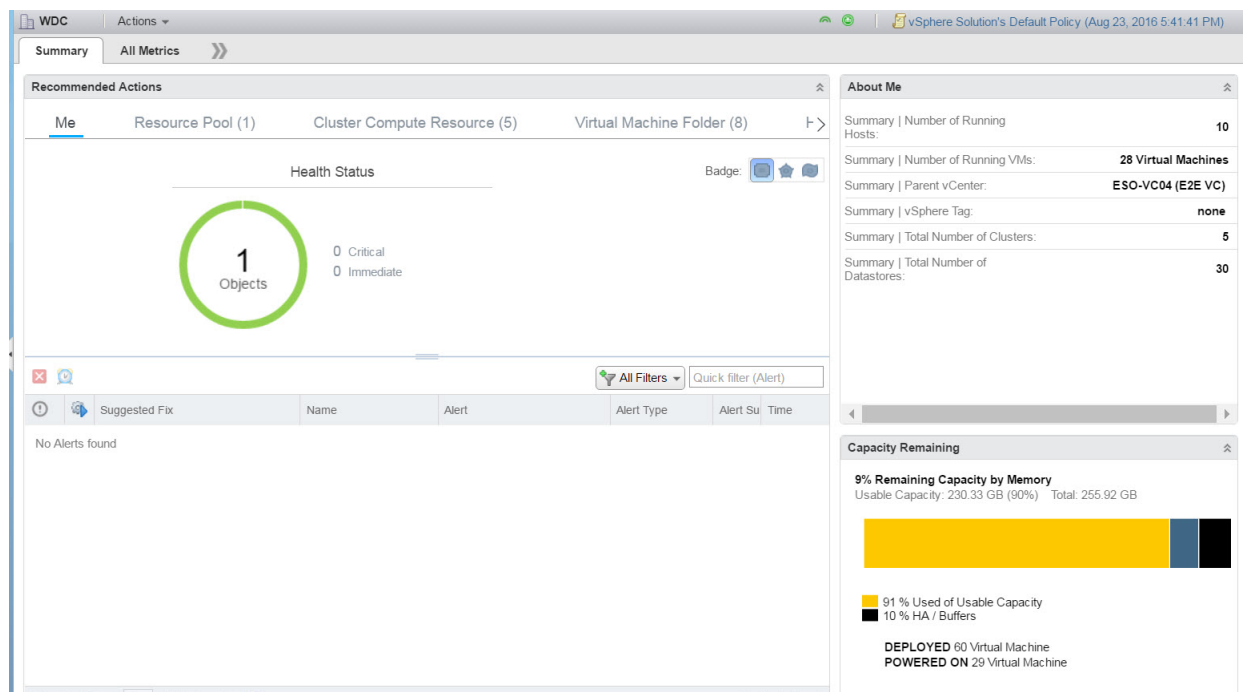 WDC Actions
vSphere Solution's Default Policy (Aug 23, 2016 5:41:41 PM)
Summary All Metrics
Recommended Actions
Me Resource Pool (1) Cluster Compute Resource (5) Virtual Machine Folder (8)
Health Status
Badge:
1
Objects
0 Critical
0 Immediate
All Filters Quick filter (Alert)
Suggested Fix Name Alert Alert Type Alert Su Time
No Alerts found
About Me
Summary | Number of Running
Hosts:
10
Summary | Number of Running VMs: 28 Virtual Machines
Summary | Parent vCenter: ESO-VC04 (E2E VC)
Summary | vSphere Tag: none
Summary | Total Number of Clusters: 5
Summary | Total Number of
Datastores:
30
Capacity Remaining
9% Remaining Capacity by Memory
Usable Capacity: 230.33 GB (90%) Total: 255.92 GB
91 % Used of Usable Capacity
10 % HA / Buffers
DEPLOYED 60 Virtual Machine
POWERED ON 29 Virtual Machine